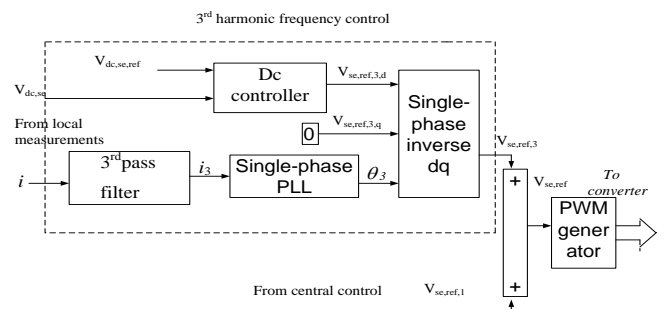 3rd harmonic frequency control
Vdc,se,ref
Vdc,se
Dc
controller
Vse,ref,3,d
Single-
phase
inverse
dq
0
Vse,ref,3,q
Vse,ref,3
From local
measurements
i
3rd pass
filter
i3
Single-phase
PLL
θ3
+
+
Vse,ref
To
converter
PWM
gener
ator
From central control
Vse,ref,1